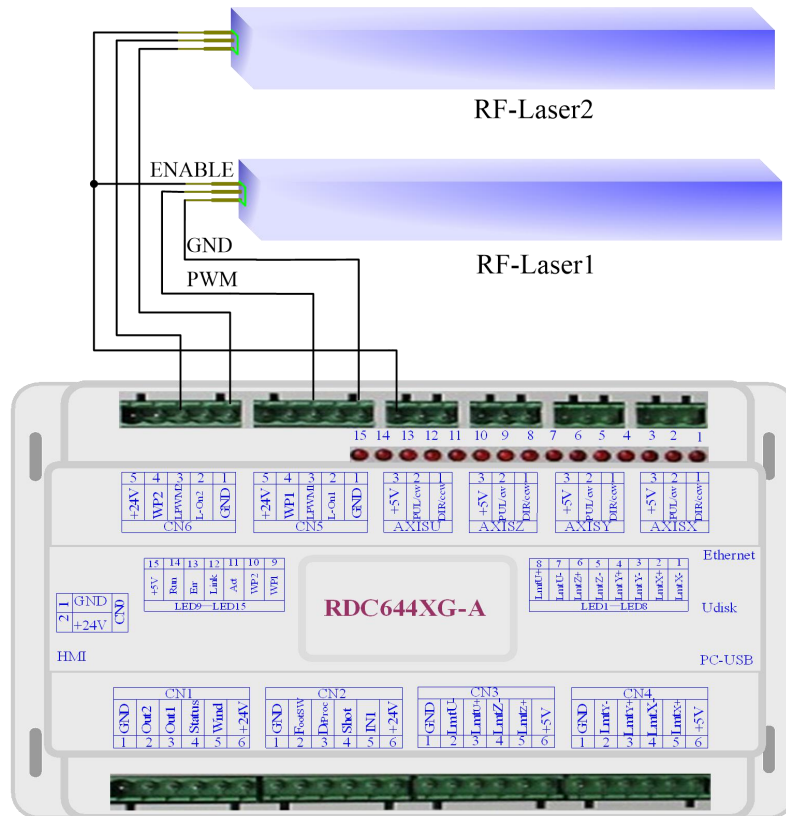 RF-Laser2
ENABLE
GND
RF-Laser1
PWM
15 14 13 12 11 10 9 8 7 6 5 4 3 2 1
5 4 3 2 1
+24V WP2 LPWM2 L-On2 GND
CN6
5 4 3 2 1
+24V WP1 LPWM1 L-On1 GND
CN5
3 2 1
+5V PUL/cw DIR/ccw
AXISU
3 2 1
+5V PUL/cw DIR/ccw
AXISZ
3 2 1
+5V PUL/cw DIR/ccw
AXISY
3 2 1
+5V PUL/cw DIR/ccw
AXISX
Ethernet
15 14 13 12 11 10 9
+5V Run Err Link Act WP2 WP1
LED9—LED15
8 7 6 5 4 3 2 1
LmtU+ LmtU- LmtZ+ LmtZ- LmtY+ LmtY- LmtX+ LmtX-
LED1—LED8
1 GND
2 +24V
CN0
RDC644XG-A
Udisk
HMI
PC-USB
CN1
GND Out2 Out1 Status Wind +24V
1 2 3 4 5 6
CN2
GND FootSW DrProc Shot IN1 +24V
1 2 3 4 5 6
CN3
GND LmtU- LmtU+ LmtZ- LmtZ+ +5V
1 2 3 4 5 6
CN4
GND LmtY- LmtY+ LmtX- LmtX+ +5V
1 2 3 4 5 6